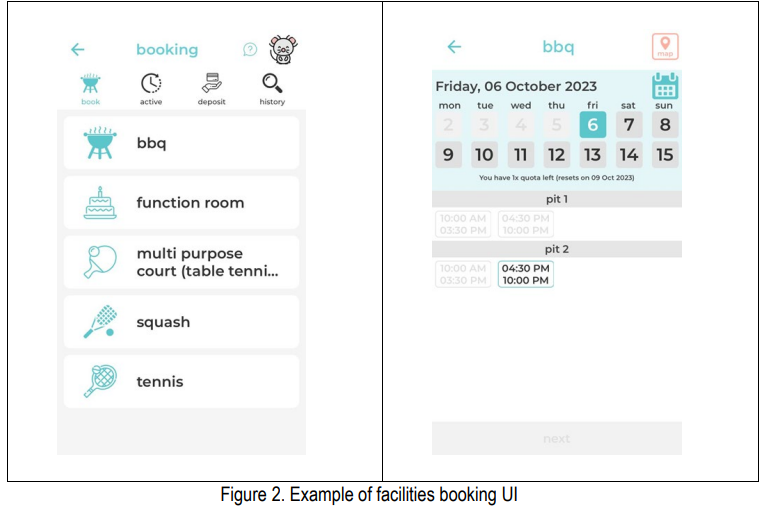 booking
?
book active deposit history
bbq
function room
multi purpose
court (table tenni...
squash
tennis
bbq
map
Friday, 06 October 2023
mon tue wed thu fri sat sun
2 3 4 5 6 7 8
9 10 11 12 13 14 15
You have 1x quota left (resets on 09 Oct 2023)
pit 1
10:00 AM 04:30 PM
03:30 PM 10:00 PM
pit 2
10:00 AM 04:30 PM
03:30 PM 10:00 PM
next
Figure 2. Example of facilities booking UI